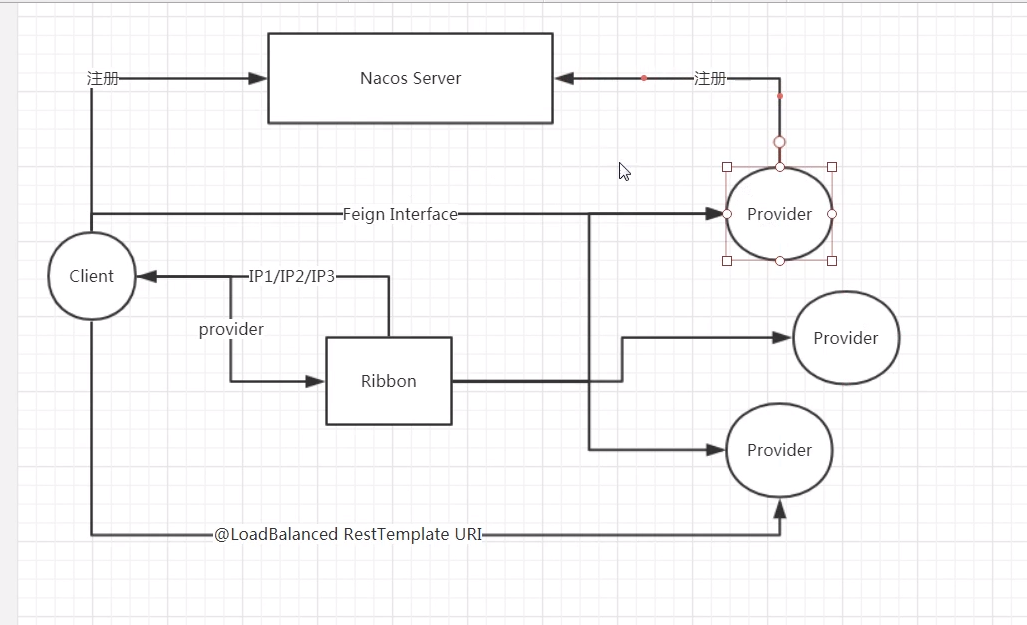 注册
Nacos Server
注册
Feign Interface
Provider
Client
IP1/IP2/IP3
provider
Provider
Ribbon
Provider
@LoadBalanced RestTemplate URI